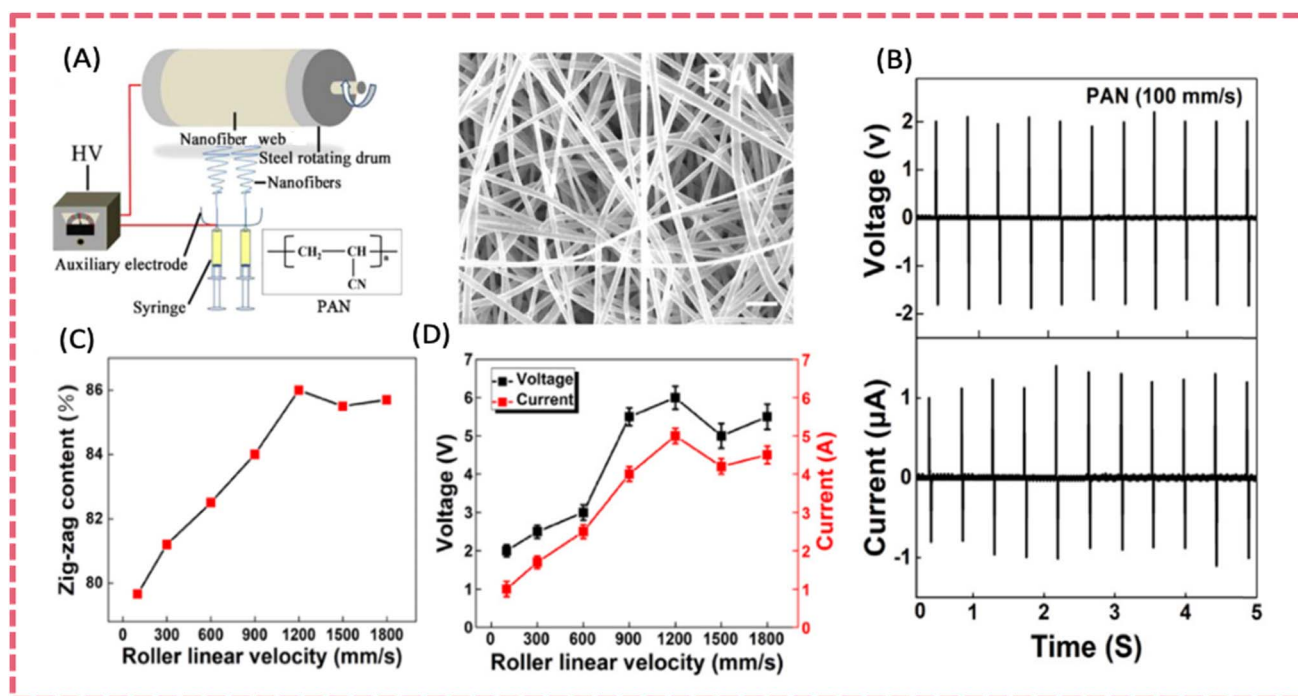 (A)
HV
Nanofiber web
Steel rotating drum
Nanofibers
Auxiliary electrode
Syringe
CH₂ CH n
CN
PAN
PAN
(B)
PAN (100 mm/s)
Voltage (v)
2
1
0
-1
-2
Current (μA)
1
0
-1
0 1 2 3 4 5
Time (S)
(C)
Zig-zag content (%)
86
84
82
80
0 300 600 900 1200 1500 1800
Roller linear velocity (mm/s)
(D)
Voltage
Current
Voltage (V)
7
6
5
4
3
2
1
0
Current (A)
7
6
5
4
3
2
1
0
0 300 600 900 1200 1500 1800
Roller linear velocity (mm/s)